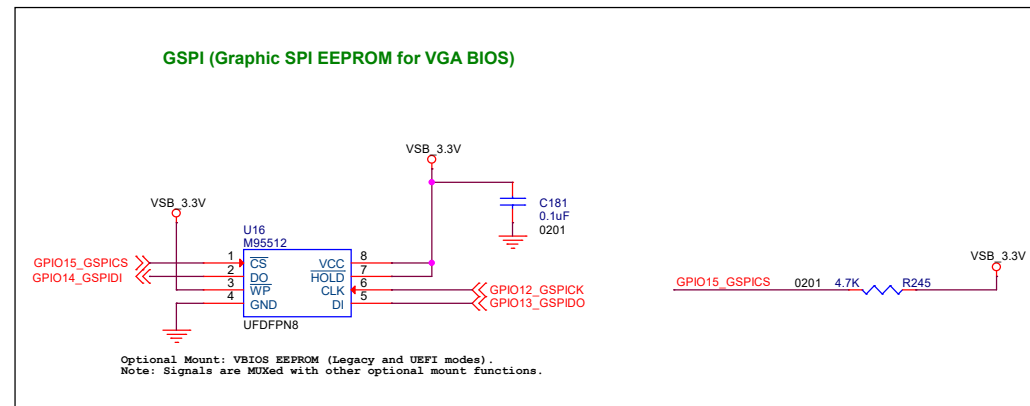 GSPI (Graphic SPI EEPROM for VGA BIOS)
VSB_3.3V
C181
0.1uF
0201
VSB_3.3V
U16
M95512
GPIO15_GSPICS 1 CS VCC 8
GPIO14_GSPIDI 2 DO HOLD 7
3 WP CLK 6 GPIO12_GSPICK
4 GND DI 5 GPIO13_GSPIDO
UFDFPN8
VSB_3.3V
GPIO15_GSPICS 0201 4.7K R245
Optional Mount: VBIOS EEPROM (Legacy and UEFI modes).
Note: Signals are MUXed with other optional mount functions.